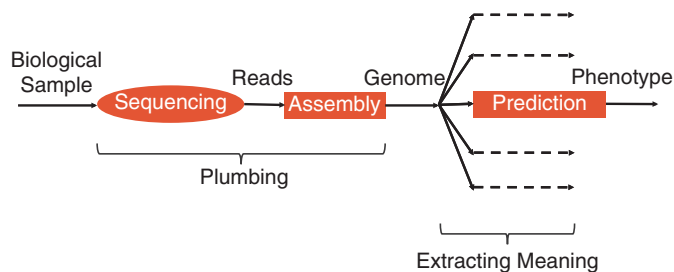 Biological
Sample
Sequencing
Reads
Assembly
Genome
Prediction
Phenotype
Plumbing
Extracting Meaning